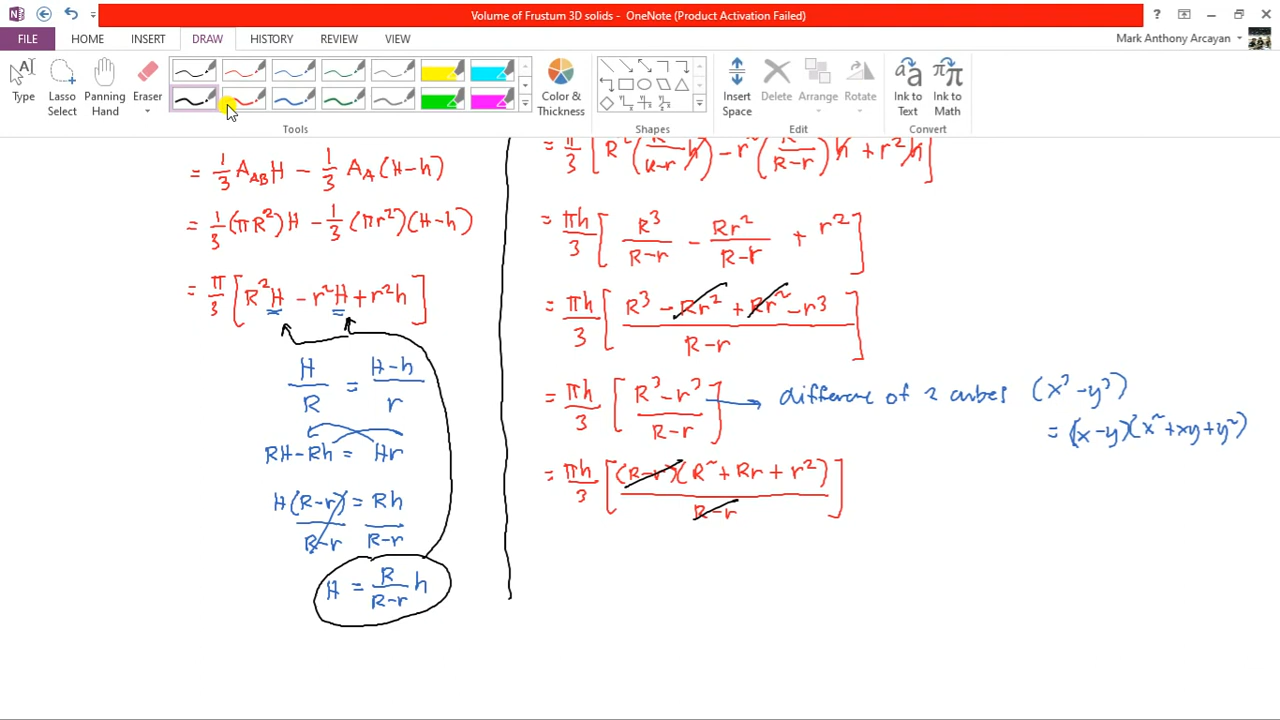 Volume of Frustum 3D solids - OneNote (Product Activation Failed)
FILE HOME INSERT DRAW HISTORY REVIEW VIEW
Mark Anthony Arcayan
Type
Lasso Select
Panning Hand
Eraser
Color & Thickness
Insert Space
Delete
Arrange
Rotate
Ink to Text
Ink to Math
Tools
Shapes
Edit
Convert
= 1/3 A_AB H - 1/3 A_A (H-h)
= 1/3 (πR²)H - 1/3 (πr²)(H-h)
= π/3 [R²H - r²H + r²h]
H/R = (H-h)/r
RH-Rh = Hr
H(R-r)/(R-r) = Rh/(R-r)
H = R/(R-r) h
= π/3 [R²(R/(R-r) h) - r²(R/(R-r))h + r²h]
= πh/3 [R³/(R-r) - Rr²/(R-r) + r²]
= πh/3 [(R³ - Rr² + Rr² - r³)/(R-r)]
= πh/3 [(R³-r³)/(R-r)] → difference of 2 cubes (x³-y³)
= (x-y)(x²+xy+y²)
= πh/3 [(R-r)(R²+Rr+r²)/(R-r)]